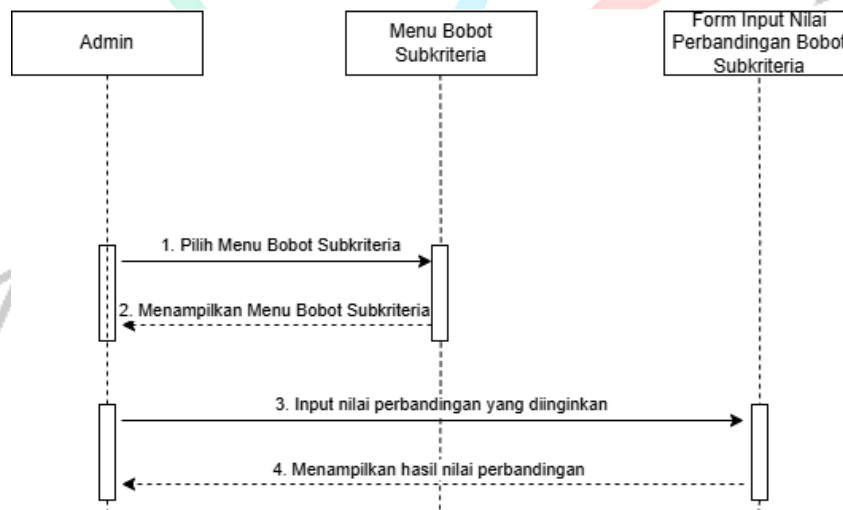 Admin
Menu Bobot
Subkriteria
Form Input Nilai
Perbandingan Bobot
Subkriteria
1. Pilih Menu Bobot Subkriteria
2. Menampilkan Menu Bobot Subkriteria
3. Input nilai perbandingan yang diinginkan
4. Menampilkan hasil nilai perbandingan